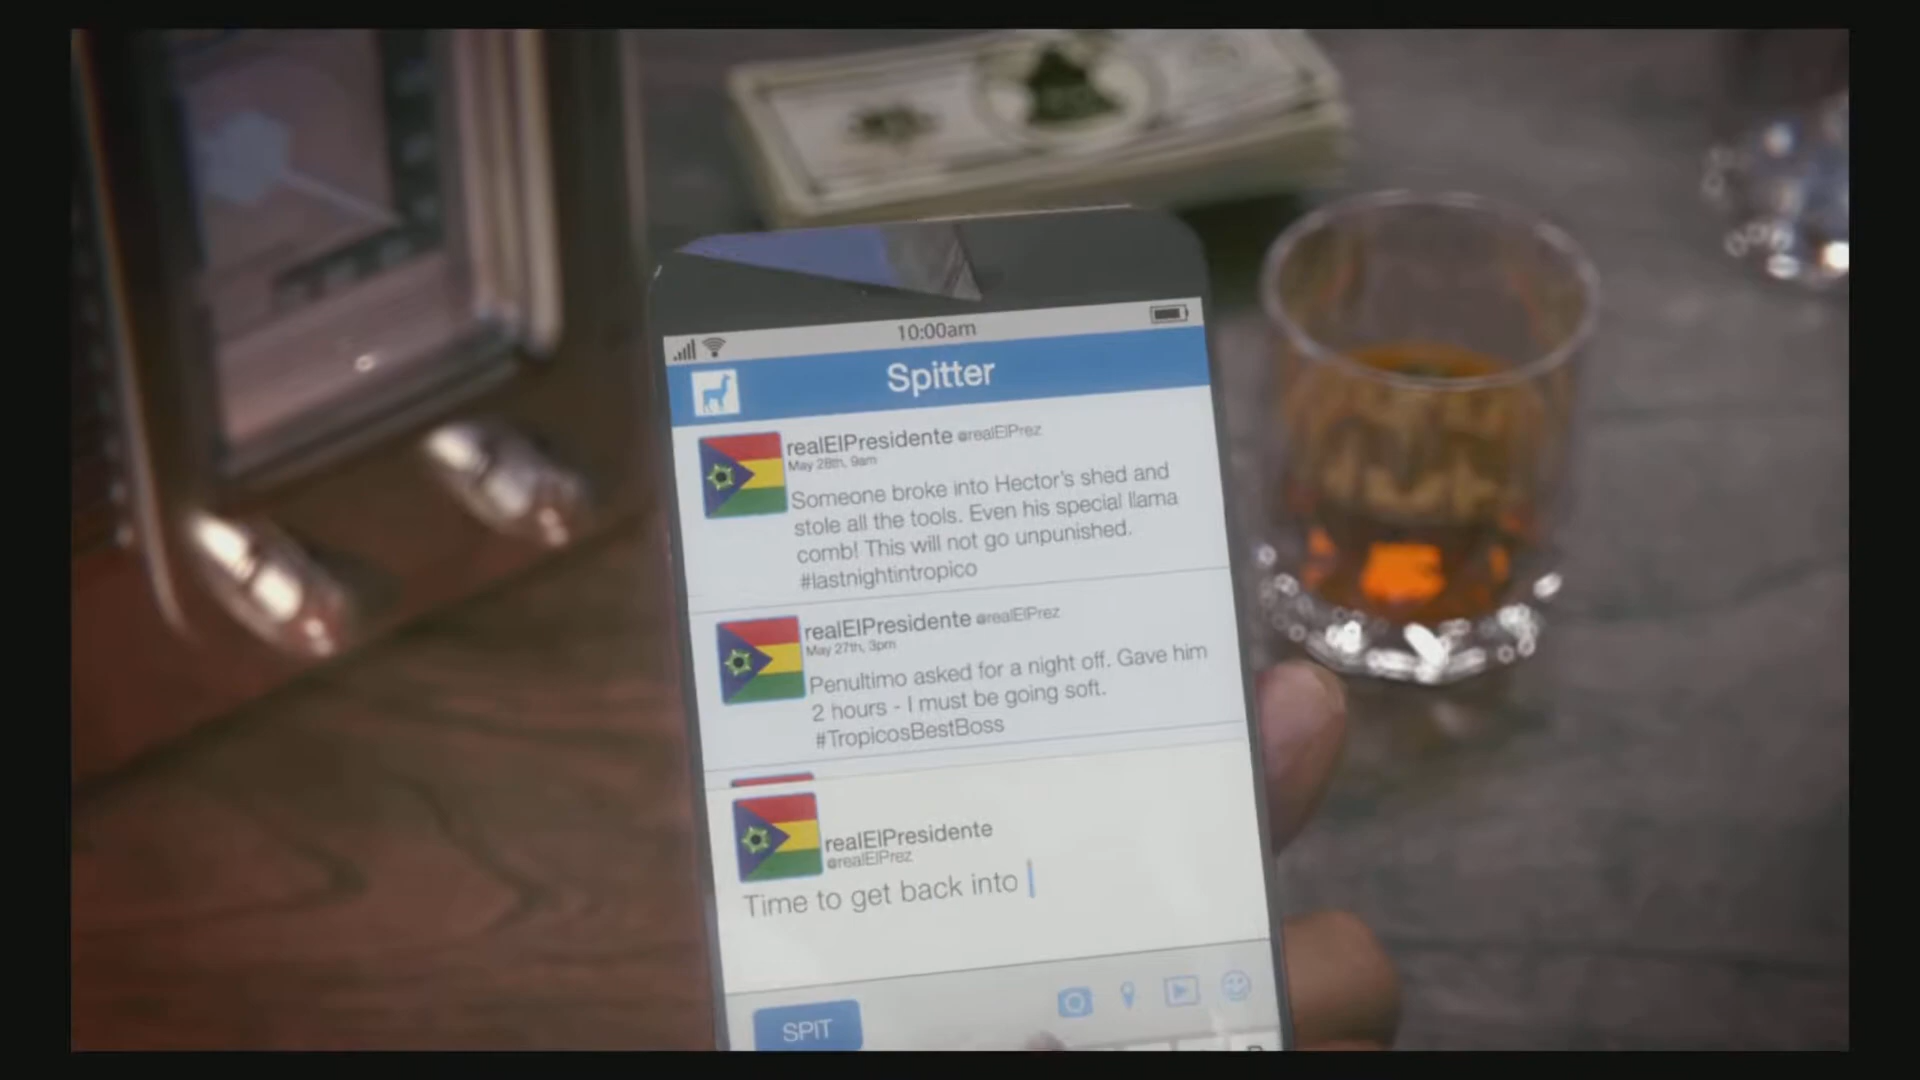 10:00am
Spitter
realElPresidente @realElPrez
May 28th, 9am
Someone broke into Hector's shed and
stole all the tools. Even his special llama
comb! This will not go unpunished.
#lastnightintropico
realElPresidente @realElPrez
May 27th, 3pm
Penultimo asked for a night off. Gave him
2 hours - I must be going soft.
#TropicosBestBoss
realElPresidente
@realElPrez
Time to get back into
SPIT